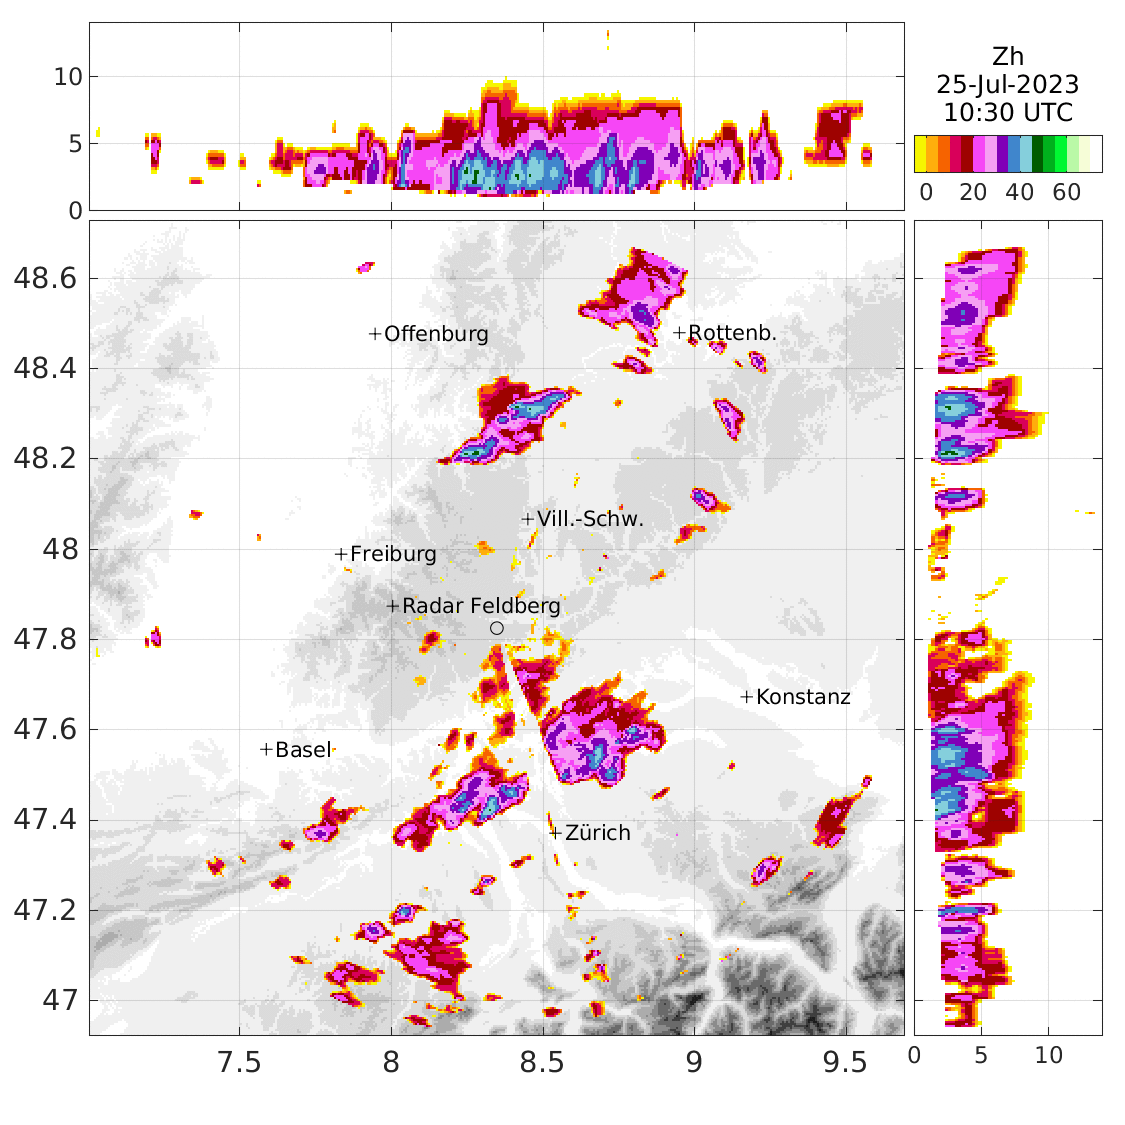 10
5
0
Zh
25-Jul-2023
10:30 UTC
0 20 40 60
48.6
48.4
48.2
48
47.8
47.6
47.4
47.2
47
+Offenburg
+Rottenb.
+Vill.-Schw.
+Freiburg
+Radar Feldberg
+Konstanz
+Basel
+Zürich
7.5 8 8.5 9 9.5
0 5 10